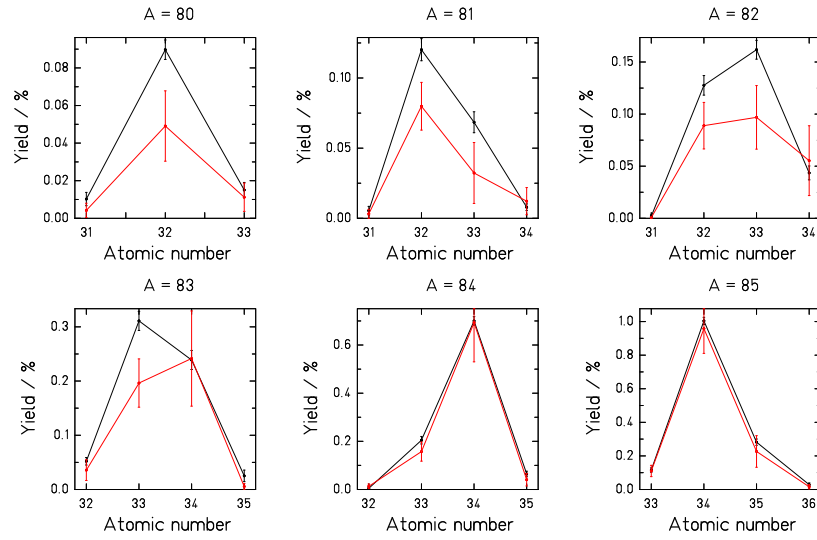 A = 80 A = 81 A = 82
Yield / % Yield / % Yield / %
0.08 0.10 0.15
0.06 0.10
0.04 0.05 0.05
0.02
0.00 0.00 0.00
31 32 33 31 32 33 34 31 32 33 34
Atomic number Atomic number Atomic number
A = 83 A = 84 A = 85
Yield / % Yield / % Yield / %
0.3 0.6 1.0
0.2 0.4 0.8
0.1 0.2 0.6
0.0 0.0 0.4
0.2
0.0
32 33 34 35 32 33 34 35 33 34 35 36
Atomic number Atomic number Atomic number